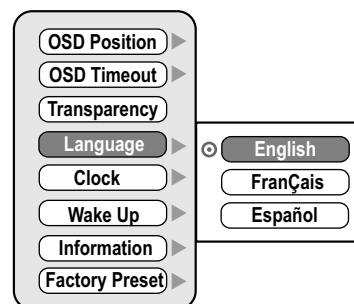 OSD Position
OSD Timeout
Transparency
Language
Clock
Wake Up
Information
Factory Preset
English
FranÇais
Español